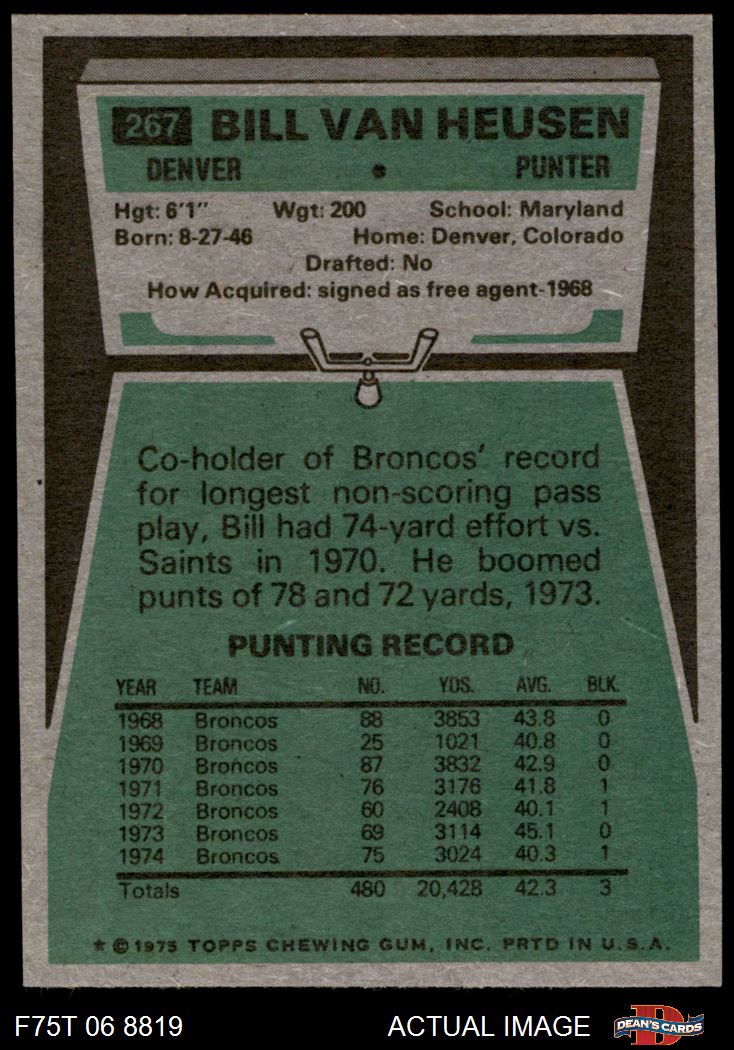 267 BILL VAN HEUSEN
DENVER • PUNTER
Hgt: 6'1" Wgt: 200 School: Maryland
Born: 8-27-46 Home: Denver, Colorado
Drafted: No
How Acquired: signed as free agent-1968
Co-holder of Broncos' record
for longest non-scoring pass
play, Bill had 74-yard effort vs.
Saints in 1970. He boomed
punts of 78 and 72 yards, 1973.
PUNTING RECORD
YEAR TEAM NO. YDS. AVG. BLK.
1968 Broncos 88 3853 43.8 0
1969 Broncos 25 1021 40.8 0
1970 Broncos 87 3832 42.9 0
1971 Broncos 76 3176 41.8 1
1972 Broncos 60 2408 40.1 1
1973 Broncos 69 3114 45.1 0
1974 Broncos 75 3024 40.3 1
Totals 480 20,428 42.3 3
* © 1975 TOPPS CHEWING GUM, INC. PRTD IN U.S.A.
F75T 06 8819 ACTUAL IMAGE D DEAN'S CARDS